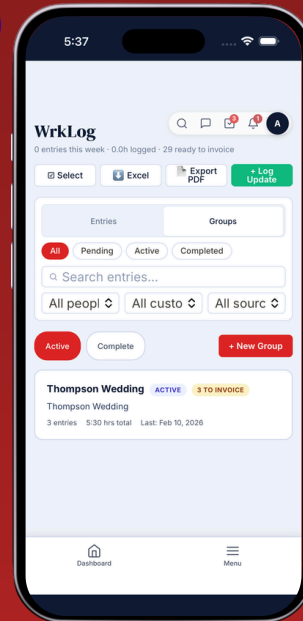 5:37
2
1
A
WrkLog
0 entries this week · 0.0h logged · 29 ready to invoice
Select
Excel
Export PDF
+ Log Update
Entries
Groups
All
Pending
Active
Completed
Search entries...
All peopl
All custo
All sourc
Active
Complete
+ New Group
Thompson Wedding ACTIVE 3 TO INVOICE
Thompson Wedding
3 entries 5:30 hrs total Last: Feb 10, 2026
Dashboard
Menu